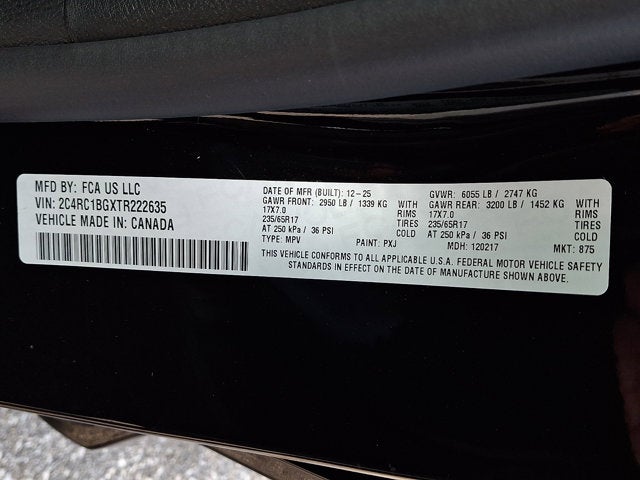 MFD BY: FCA US LLC
VIN: 2C4RC1BGXTR222635
VEHICLE MADE IN: CANADA
DATE OF MFR (BUILT): 12-25
GAWR FRONT: 2950 LB / 1339 KG WITH
17X7.0 RIMS
235/65R17 TIRES
AT 250 kPa / 36 PSI COLD
TYPE: MPV PAINT: PXJ
GVWR: 6055 LB / 2747 KG
GAWR REAR: 3200 LB / 1452 KG WITH
17X7.0 RIMS
235/65R17 TIRES
AT 250 kPa / 36 PSI COLD
MDH: 120217 MKT: 875
THIS VEHICLE CONFORMS TO ALL APPLICABLE U.S.A. FEDERAL MOTOR VEHICLE SAFETY
STANDARDS IN EFFECT ON THE DATE OF MANUFACTURE SHOWN ABOVE.